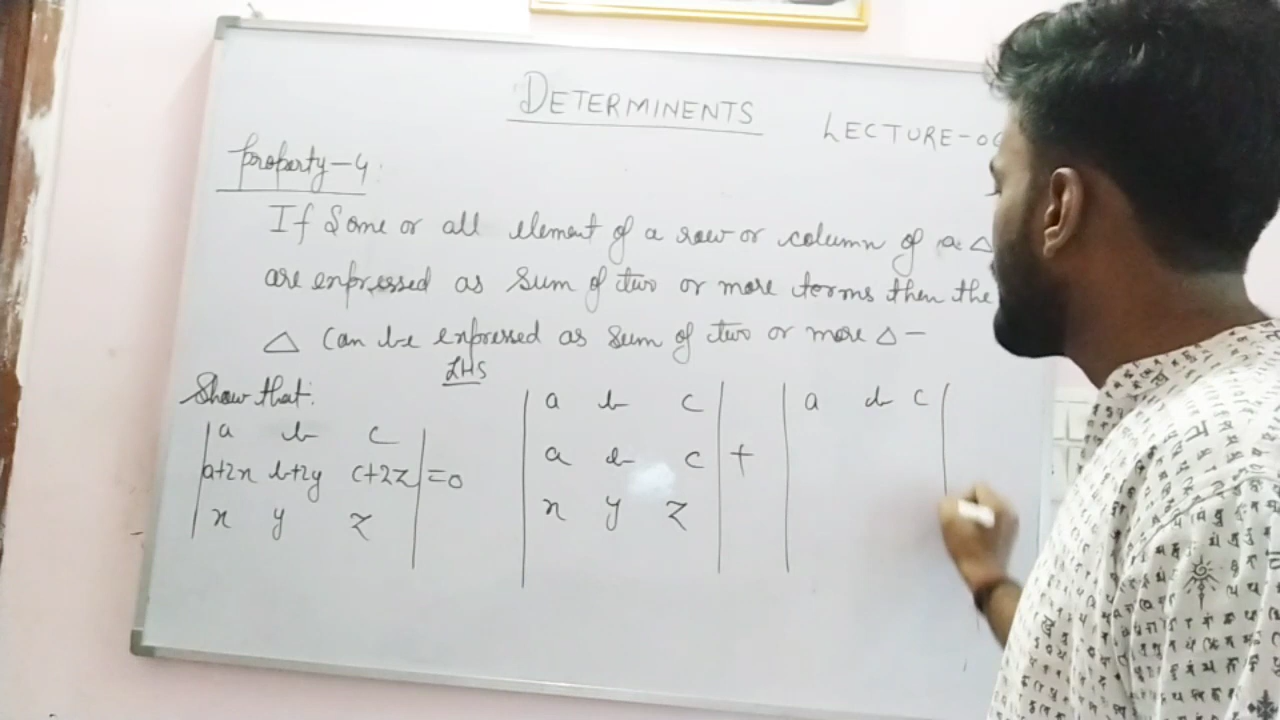 DETERMINENTS
LECTURE-0
Property-4:
If Some or all element of a row or column of a △
are expressed as sum of two or more terms then the
△ can be expressed as sum of two or more △ —
LHS
Show that:
| a b c |
| a+2x b+2y c+2z | = 0
| x y z |
| a b c | | a b c |
| a b c | +
| x y z |